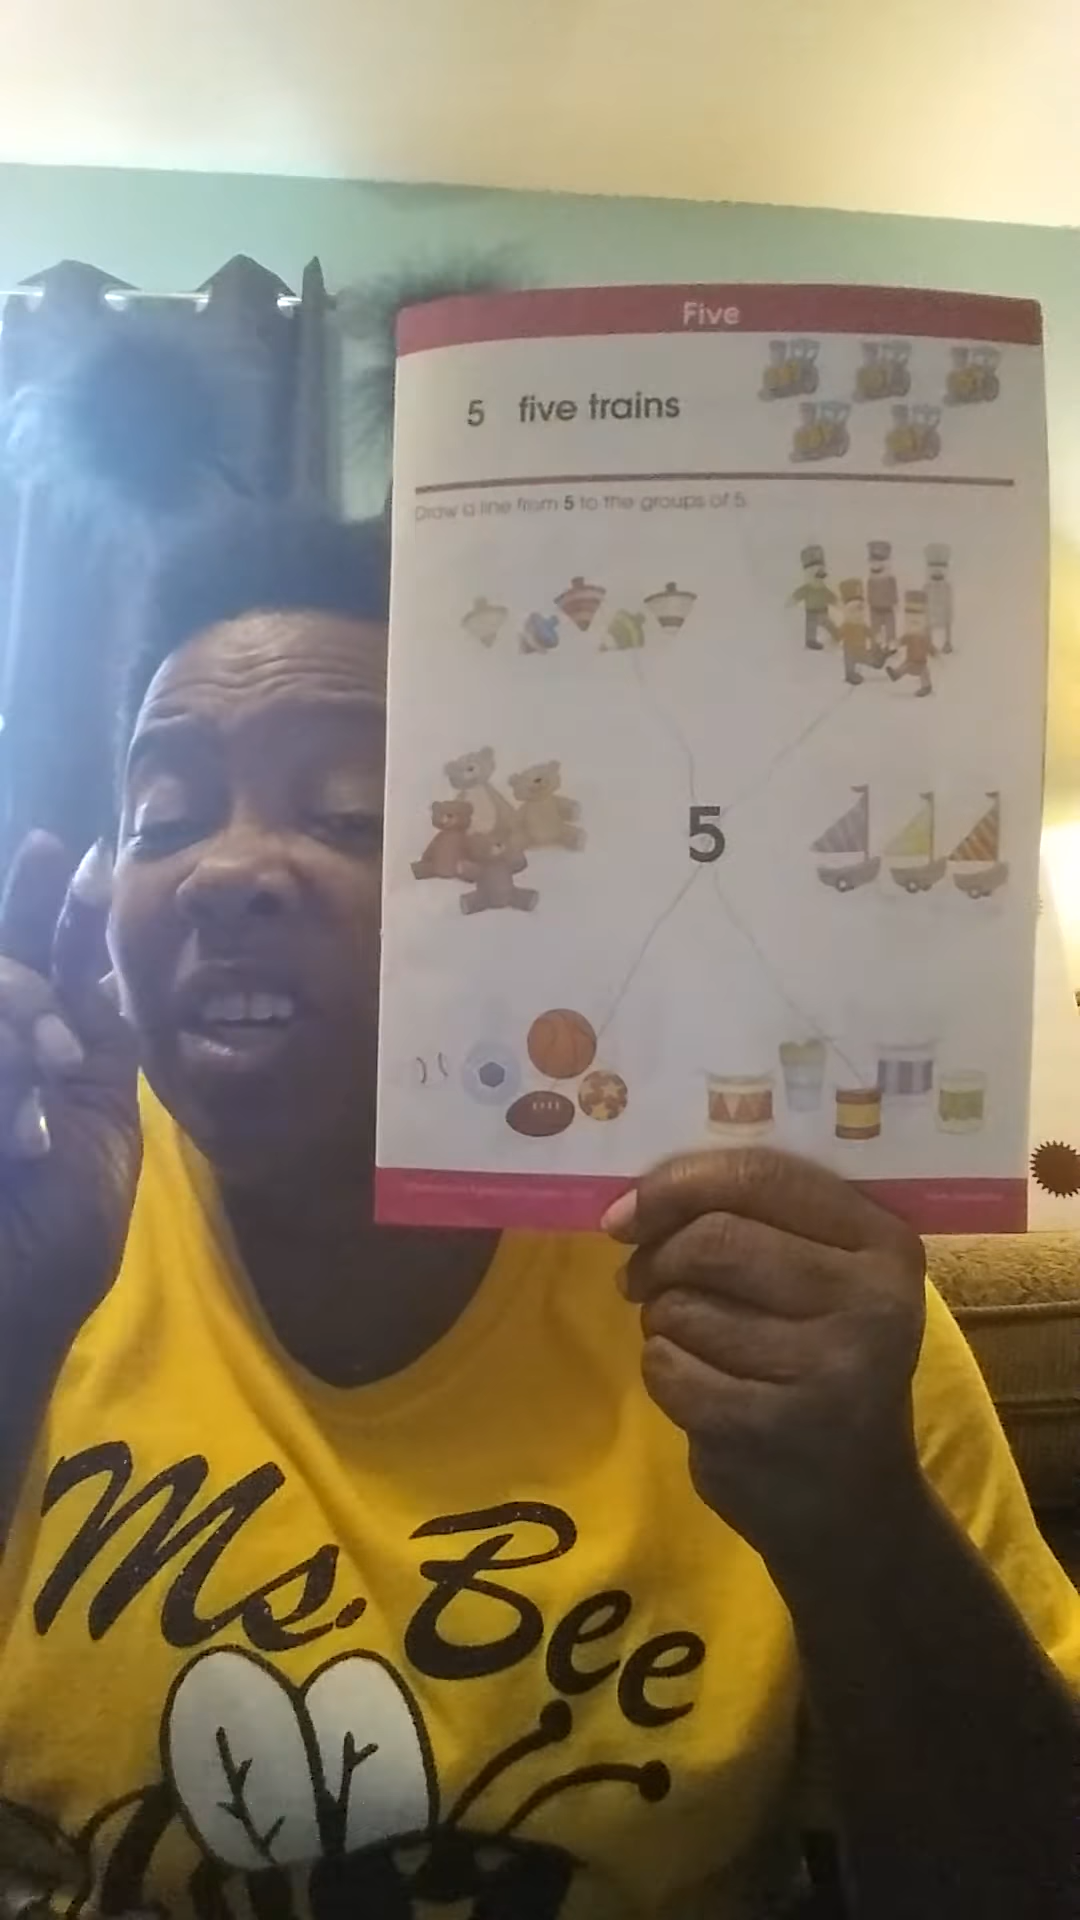 Five
5 five trains
Draw a line from 5 to the groups of 5.
5
Ms. Bee